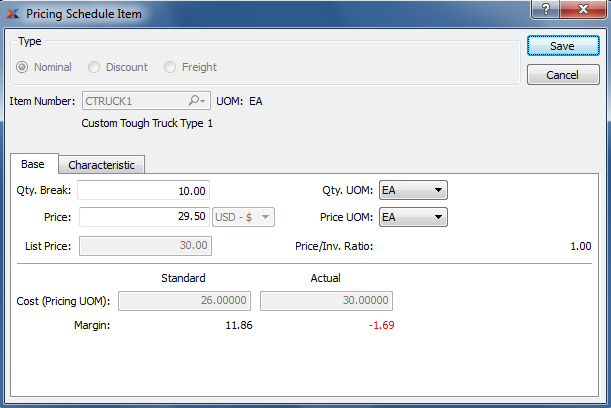 Pricing Schedule Item
Type
Nominal Discount Freight
Save
Cancel
Item Number: CTRUCK1 UOM: EA
Custom Tough Truck Type 1
Base Characteristic
Qty. Break: 10.00 Qty. UOM: EA
Price: 29.50 USD - $ Price UOM: EA
List Price: 30.00 Price/Inv. Ratio: 1.00
Standard Actual
Cost (Pricing UOM): 26.00000 30.00000
Margin: 11.86 -1.69